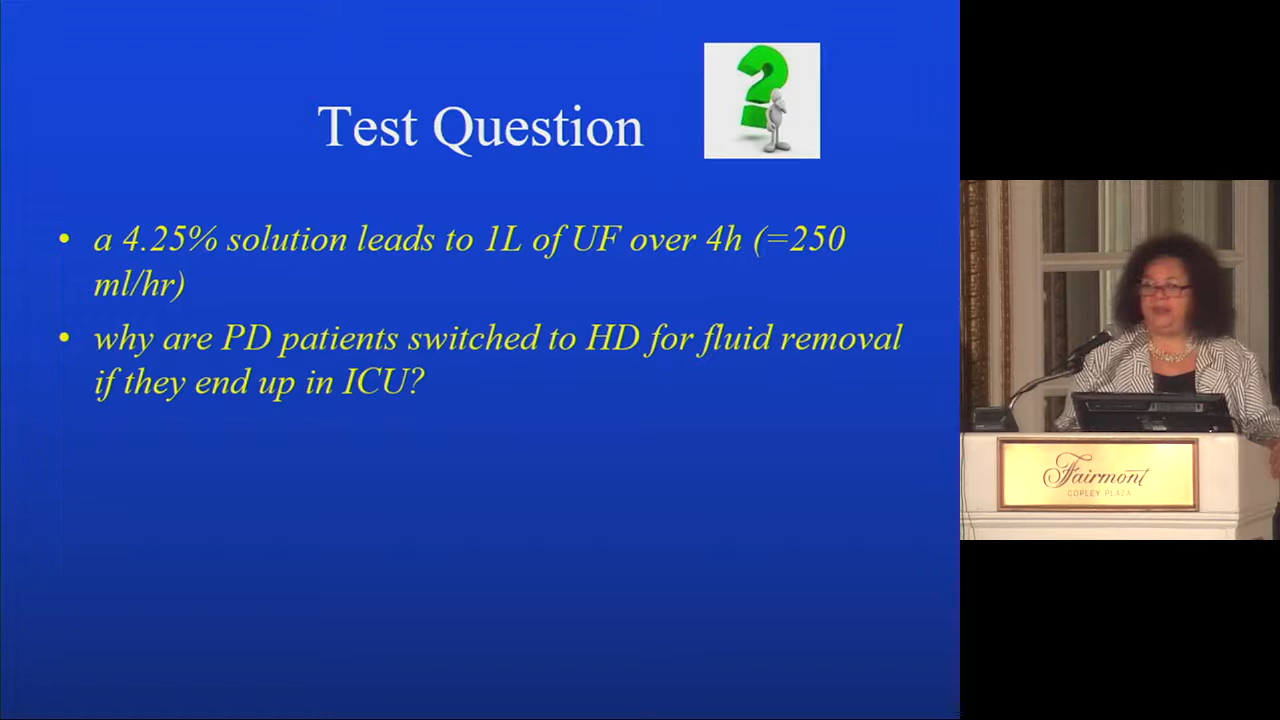 Test Question
• a 4.25% solution leads to 1L of UF over 4h (=250
ml/hr)
• why are PD patients switched to HD for fluid removal
if they end up in ICU?
Fairmont
COPLEY PLAZA